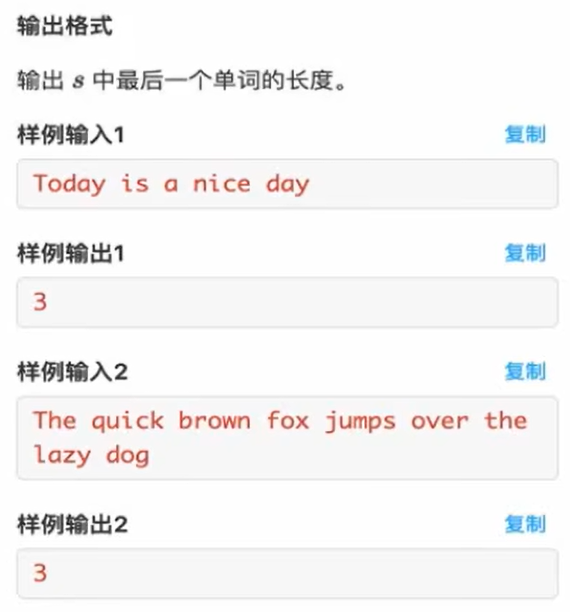 输出格式
输出 s 中最后一个单词的长度。
样例输入1 复制
Today is a nice day
样例输出1 复制
3
样例输入2 复制
The quick brown fox jumps over the
lazy dog
样例输出2 复制
3